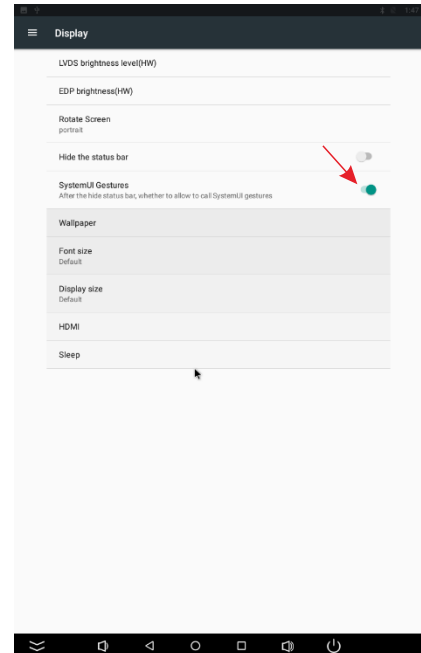 1:47
Display
LVDS brightness level(HW)
EDP brightness(HW)
Rotate Screen
portrait
Hide the status bar
SystemUI Gestures
After the hide status bar, whether to allow to call SystemUI gestures
Wallpaper
Font size
Default
Display size
Default
HDMI
Sleep